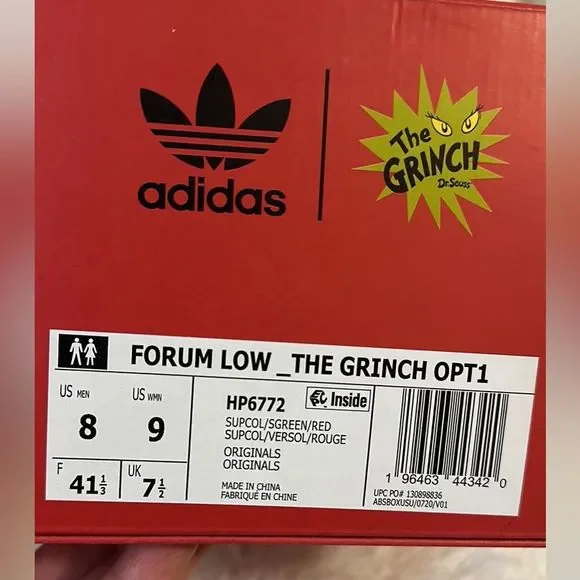 adidas
The
GRINCH
Dr. Seuss
FORUM LOW _THE GRINCH OPT1
US MEN
8
US WMN
9
F
41 1/3
UK
7 1/2
HP6772
Inside
SUPCOL/SGREEN/RED
SUPCOL/VERSOL/ROUGE
ORIGINALS
ORIGINALS
MADE IN CHINA
FABRIQUÉ EN CHINE
1 96463 44342 0
UPC PO# 130898836
ABSBOXUSU/0720/V01